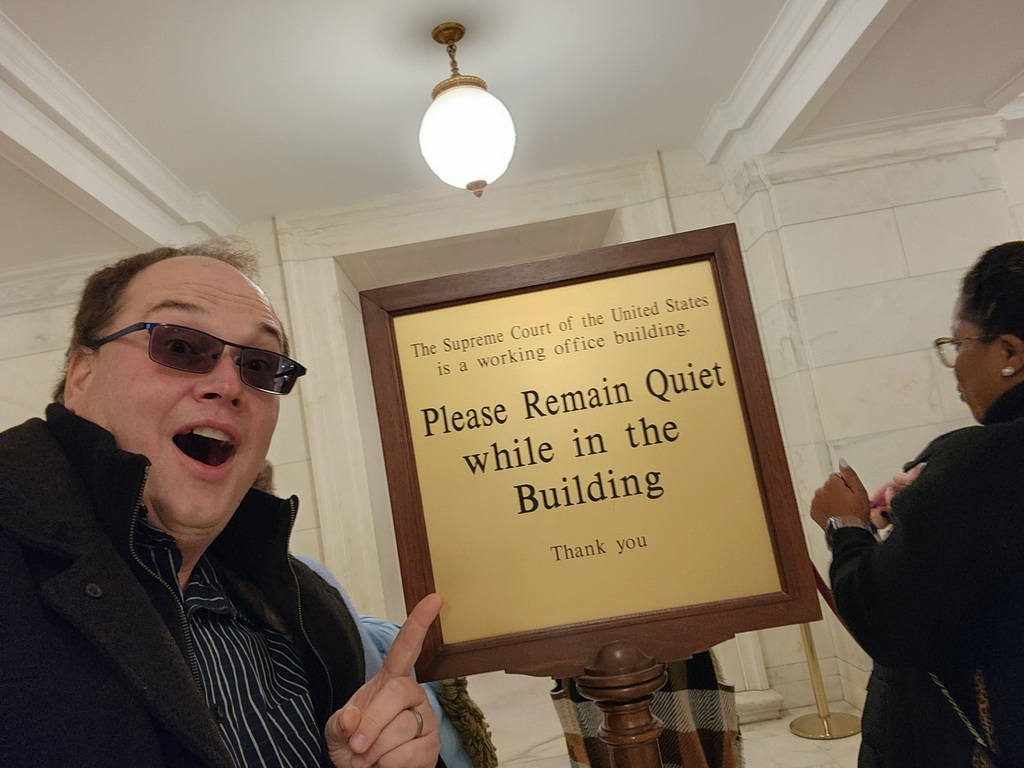 The Supreme Court of the United States
is a working office building.
Please Remain Quiet
while in the
Building
Thank you